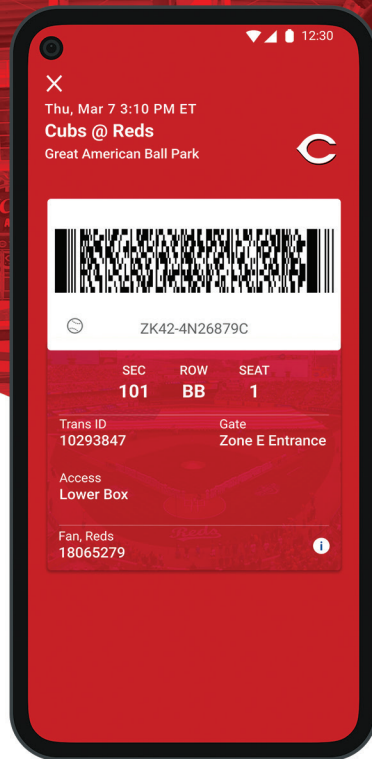 12:30
Thu, Mar 7 3:10 PM ET
Cubs @ Reds
Great American Ball Park
ZK42-4N26879C
SEC ROW SEAT
101 BB 1
Trans ID Gate
10293847 Zone E Entrance
Access
Lower Box
Fan, Reds
18065279